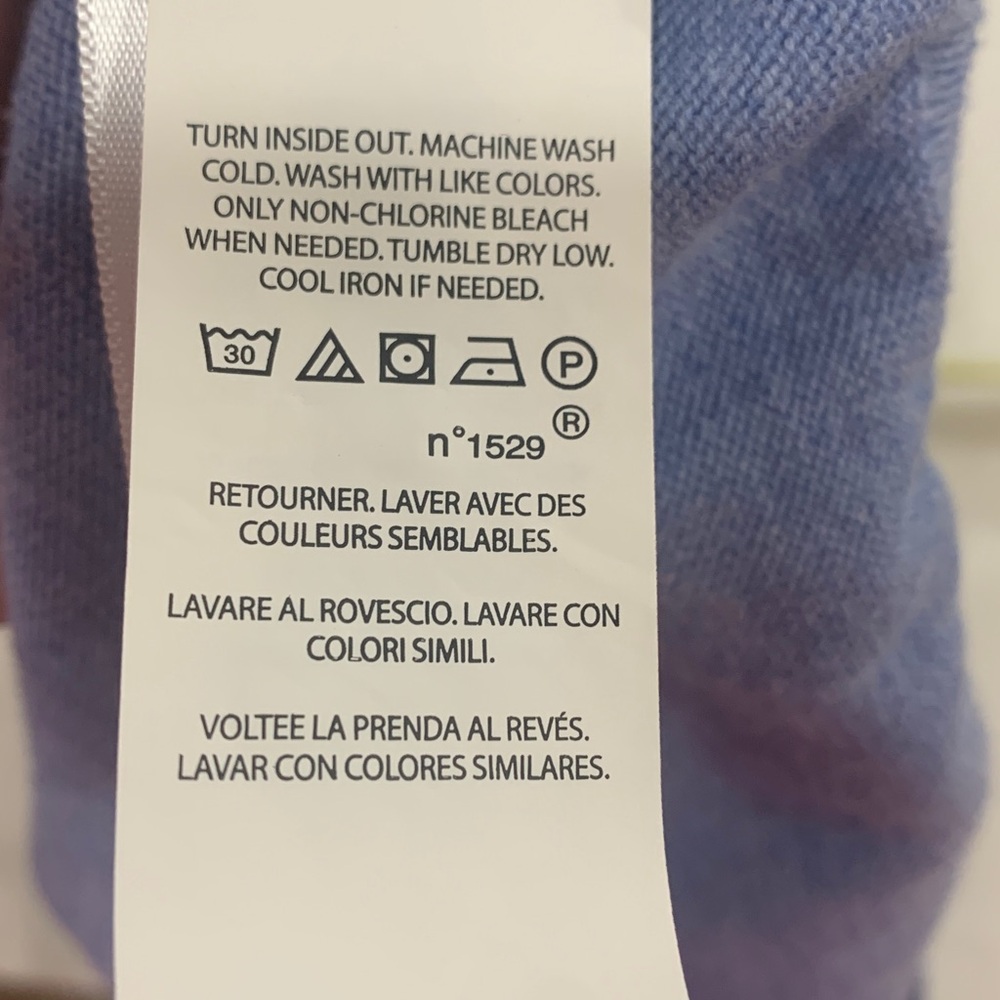 TURN INSIDE OUT. MACHINE WASH
COLD. WASH WITH LIKE COLORS.
ONLY NON-CHLORINE BLEACH
WHEN NEEDED. TUMBLE DRY LOW.
COOL IRON IF NEEDED.
30 P
®
n°1529
RETOURNER. LAVER AVEC DES
COULEURS SEMBLABLES.
LAVARE AL ROVESCIO. LAVARE CON
COLORI SIMILI.
VOLTEE LA PRENDA AL REVÉS.
LAVAR CON COLORES SIMILARES.